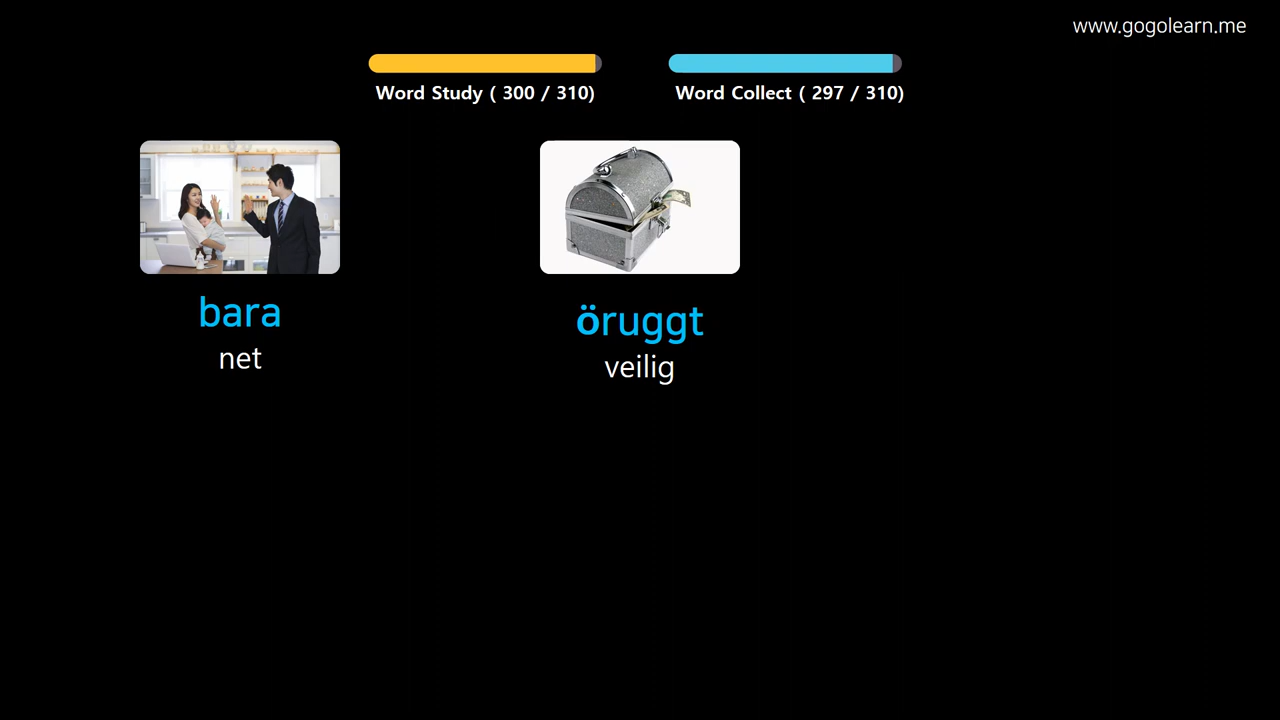 www.gogolearn.me
Word Study ( 300 / 310)
Word Collect ( 297 / 310)
bara
net
öruggt
veilig